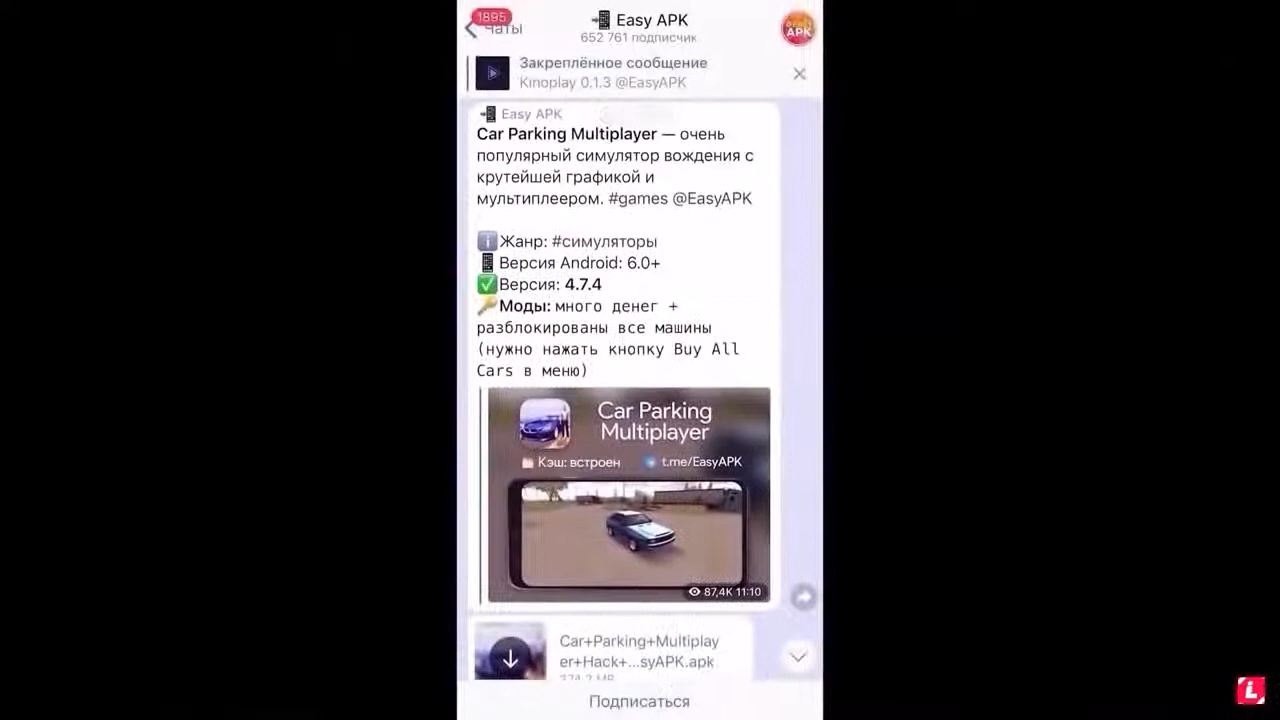 1895
Чаты
Easy APK
652 761 подписчик
APK
Закреплённое сообщение
Kinoplay 0.1.3 @EasyAPK
Easy APK
Car Parking Multiplayer — очень
популярный симулятор вождения с
крутейшей графикой и
мультиплеером. #games @EasyAPK
Жанр: #симуляторы
Версия Android: 6.0+
Версия: 4.7.4
Моды: много денег +
разблокированы все машины
(нужно нажать кнопку Buy All
Cars в меню)
Car Parking
Multiplayer
Кэш: встроен
t.me/EasyAPK
87,4K 11:10
Car+Parking+Multiplay
er+Hack+...syAPK.apk
274.2 MB
Подписаться
L